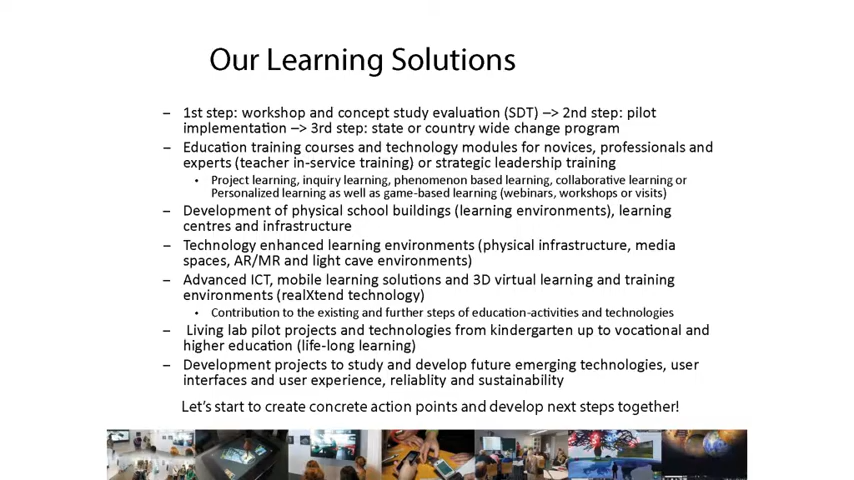 Our Learning Solutions
– 1st step: workshop and concept study evaluation (SDT) –> 2nd step: pilot
implementation –> 3rd step: state or country wide change program
– Education training courses and technology modules for novices, professionals and
experts (teacher in-service training) or strategic leadership training
• Project learning, inquiry learning, phenomenon based learning, collaborative learning or
Personalized learning as well as game-based learning (webinars, workshops or visits)
– Development of physical school buildings (learning environments), learning
centres and infrastructure
– Technology enhanced learning environments (physical infrastructure, media
spaces, AR/MR and light cave environments)
– Advanced ICT, mobile learning solutions and 3D virtual learning and training
environments (realXtend technology)
• Contribution to the existing and further steps of education-activities and technologies
– Living lab pilot projects and technologies from kindergarten up to vocational and
higher education (life-long learning)
– Development projects to study and develop future emerging technologies, user
interfaces and user experience, reliablity and sustainability
Let's start to create concrete action points and develop next steps together!